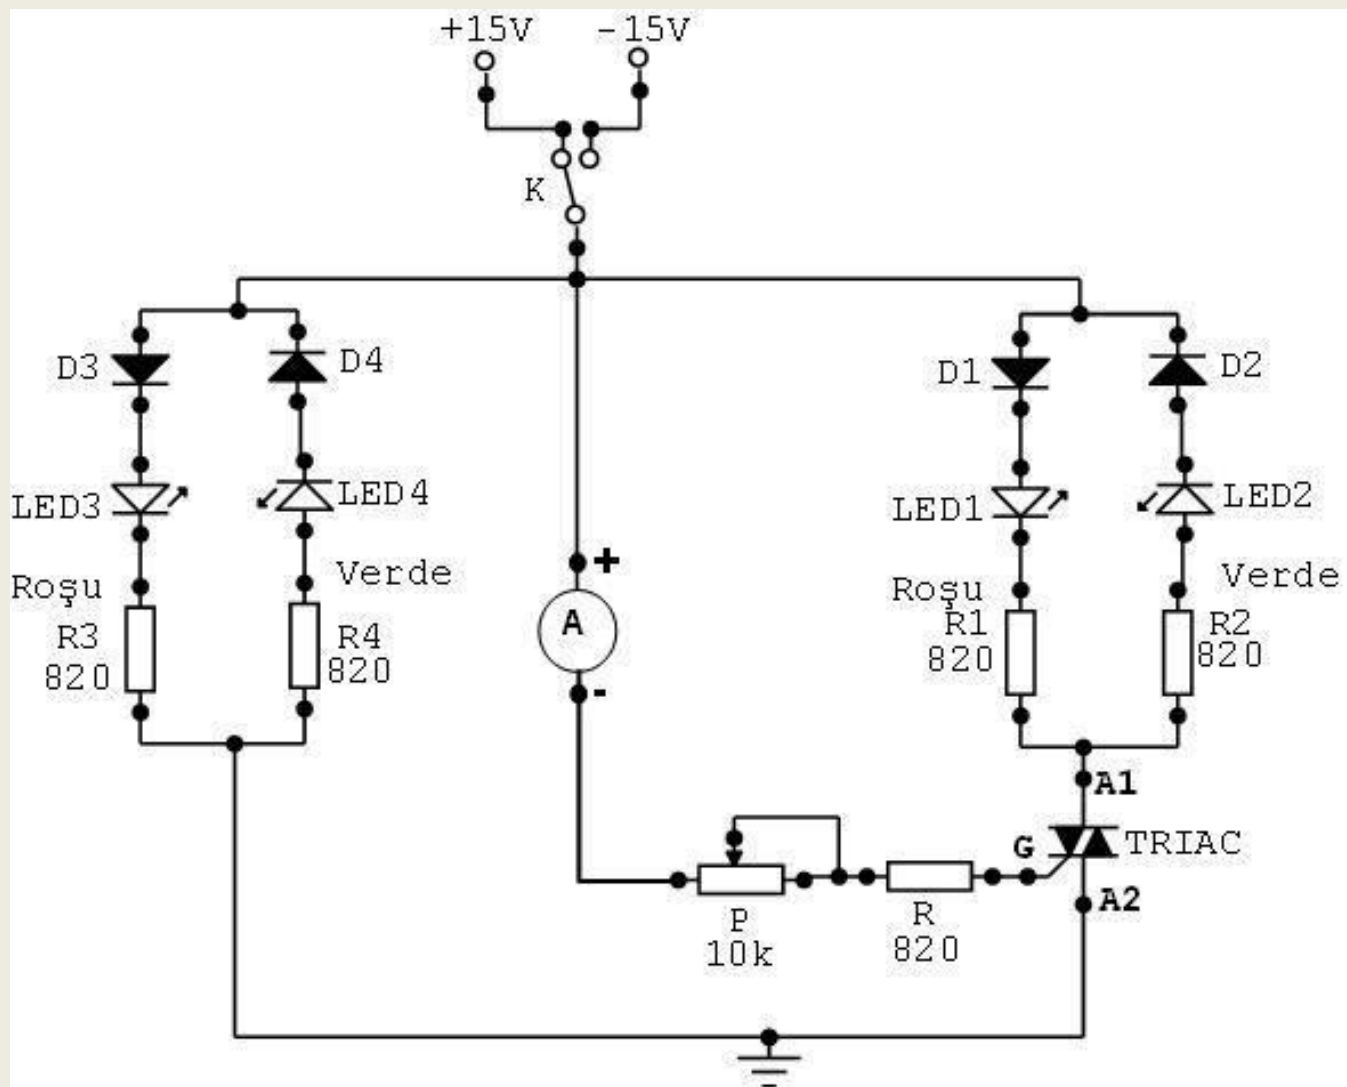 +15V
-15V
K
D3
D4
D1
D2
LED3
LED4
LED1
LED2
Roşu
Verde
Roşu
Verde
+
A
-
R3
820
R4
820
R1
820
R2
820
A1
G
TRIAC
A2
P
10k
R
820